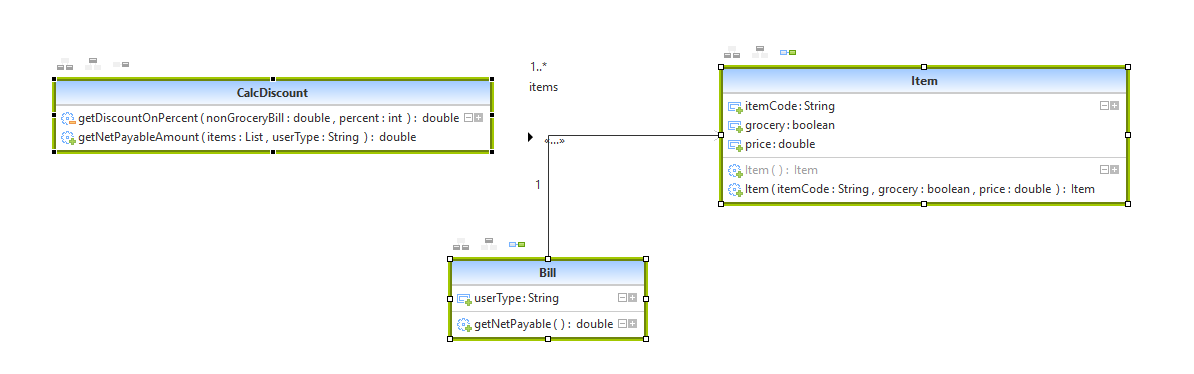 CalcDiscount
getDiscountOnPercent ( nonGroceryBill : double , percent : int ) : double
getNetPayableAmount ( items : List , userType : String ) : double
1..*
items
«...»
1
Item
itemCode : String
grocery : boolean
price : double
Item ( ) : Item
Item ( itemCode : String , grocery : boolean , price : double ) : Item
Bill
userType : String
getNetPayable ( ) : double